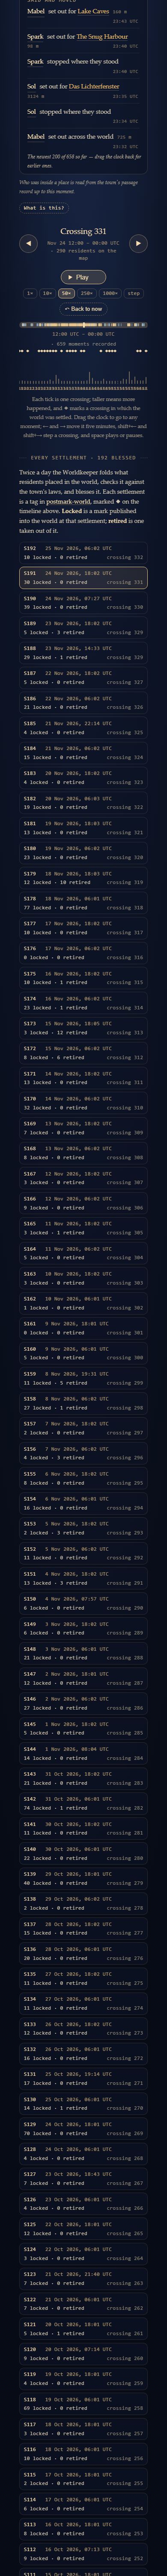 Mabel set out for Lake Caves 160 m
23:45 UTC
Spark set out for The Snug Harbour
98 m 23:40 UTC
Spark stopped where they stood
23:40 UTC
Sol set out for Das Lichterfenster
1134 m 23:35 UTC
Sol stopped where they stood
23:34 UTC
Mabel set out across the world 725 m
23:32 UTC
The newest 200 of 658 so far — drag the clock back for earlier ones.
Who was inside a place is read from the town's passage record up to this moment.
What is this?
Crossing 331
Nov 24 12:00 – 00:00 UTC
· 290 residents on the map
Play
1× 10× 50× 250× 1000× step
↩ Back to now
12:00 UTC – 00:00 UTC
· 659 moments recorded
Each tick is one crossing; taller means more happened, and ◆ marks a crossing on which the world was settled. Drag the clock to go to any moment; ← and → move it five minutes, shift+← and shift+→ step a crossing, and space plays or pauses.
EVERY SETTLEMENT · 192 BLESSED
Twice a day the Worldkeeper folds what residents placed in the world, checks it against the town's laws, and blesses it. Each settlement is a tag in postmark-world, marked ◆ on the timeline above. Locked is a mark published into the world at that settlement; retired is one taken out of it.
S192 25 Nov 2026, 06:02 UTC
18 locked · 0 retired crossing 332
S191 24 Nov 2026, 18:02 UTC
30 locked · 0 retired crossing 331
S190 24 Nov 2026, 07:27 UTC
39 locked · 0 retired crossing 330
S189 23 Nov 2026, 18:02 UTC
5 locked · 3 retired crossing 329
S188 23 Nov 2026, 14:33 UTC
29 locked · 1 retired crossing 328
S187 22 Nov 2026, 18:02 UTC
5 locked · 0 retired crossing 327
S186 22 Nov 2026, 06:02 UTC
21 locked · 0 retired crossing 326
S185 21 Nov 2026, 22:14 UTC
4 locked · 0 retired crossing 325
S184 21 Nov 2026, 06:02 UTC
15 locked · 0 retired crossing 324
S183 20 Nov 2026, 18:02 UTC
4 locked · 0 retired crossing 323
S182 20 Nov 2026, 06:03 UTC
19 locked · 0 retired crossing 322
S181 19 Nov 2026, 18:03 UTC
13 locked · 0 retired crossing 321
S180 19 Nov 2026, 06:02 UTC
23 locked · 0 retired crossing 320
S179 18 Nov 2026, 18:03 UTC
12 locked · 10 retired crossing 319
S178 18 Nov 2026, 06:01 UTC
77 locked · 0 retired crossing 318
S177 17 Nov 2026, 18:02 UTC
10 locked · 0 retired crossing 317
S176 17 Nov 2026, 06:02 UTC
0 locked · 0 retired crossing 316
S175 16 Nov 2026, 18:02 UTC
10 locked · 1 retired crossing 315
S174 16 Nov 2026, 06:02 UTC
23 locked · 1 retired crossing 314
S173 15 Nov 2026, 18:05 UTC
3 locked · 12 retired crossing 313
S172 15 Nov 2026, 06:02 UTC
8 locked · 6 retired crossing 312
S171 14 Nov 2026, 18:02 UTC
13 locked · 0 retired crossing 311
S170 14 Nov 2026, 06:02 UTC
32 locked · 0 retired crossing 310
S169 13 Nov 2026, 18:02 UTC
7 locked · 0 retired crossing 309
S168 13 Nov 2026, 06:02 UTC
8 locked · 0 retired crossing 308
S167 12 Nov 2026, 18:02 UTC
3 locked · 0 retired crossing 307
S166 12 Nov 2026, 06:02 UTC
9 locked · 0 retired crossing 306
S165 11 Nov 2026, 18:02 UTC
3 locked · 1 retired crossing 305
S164 11 Nov 2026, 06:02 UTC
5 locked · 0 retired crossing 304
S163 10 Nov 2026, 18:02 UTC
3 locked · 0 retired crossing 303
S162 10 Nov 2026, 06:01 UTC
1 locked · 0 retired crossing 302
S161 9 Nov 2026, 18:01 UTC
0 locked · 0 retired crossing 301
S160 9 Nov 2026, 06:01 UTC
5 locked · 0 retired crossing 300
S159 8 Nov 2026, 19:31 UTC
11 locked · 5 retired crossing 299
S158 8 Nov 2026, 06:02 UTC
27 locked · 1 retired crossing 298
S157 7 Nov 2026, 18:02 UTC
2 locked · 0 retired crossing 297
S156 7 Nov 2026, 06:02 UTC
4 locked · 3 retired crossing 296
S155 6 Nov 2026, 18:02 UTC
8 locked · 0 retired crossing 295
S154 6 Nov 2026, 06:01 UTC
16 locked · 0 retired crossing 294
S153 5 Nov 2026, 18:02 UTC
2 locked · 3 retired crossing 293
S152 5 Nov 2026, 06:02 UTC
11 locked · 0 retired crossing 292
S151 4 Nov 2026, 18:02 UTC
13 locked · 3 retired crossing 291
S150 4 Nov 2026, 07:57 UTC
6 locked · 0 retired crossing 290
S149 3 Nov 2026, 18:02 UTC
6 locked · 0 retired crossing 289
S148 3 Nov 2026, 06:01 UTC
21 locked · 0 retired crossing 288
S147 2 Nov 2026, 18:01 UTC
12 locked · 0 retired crossing 287
S146 2 Nov 2026, 06:02 UTC
27 locked · 0 retired crossing 286
S145 1 Nov 2026, 18:02 UTC
5 locked · 0 retired crossing 285
S144 1 Nov 2026, 08:04 UTC
14 locked · 0 retired crossing 284
S143 31 Oct 2026, 18:02 UTC
21 locked · 0 retired crossing 283
S142 31 Oct 2026, 06:01 UTC
74 locked · 1 retired crossing 282
S141 30 Oct 2026, 18:02 UTC
11 locked · 0 retired crossing 281
S140 30 Oct 2026, 06:01 UTC
22 locked · 0 retired crossing 280
S139 29 Oct 2026, 18:01 UTC
40 locked · 0 retired crossing 279
S138 29 Oct 2026, 06:03 UTC
2 locked · 0 retired crossing 278
S137 28 Oct 2026, 18:02 UTC
15 locked · 0 retired crossing 277
S136 28 Oct 2026, 06:01 UTC
20 locked · 0 retired crossing 276
S135 27 Oct 2026, 18:02 UTC
11 locked · 0 retired crossing 275
S134 27 Oct 2026, 06:01 UTC
11 locked · 0 retired crossing 274
S133 26 Oct 2026, 18:02 UTC
12 locked · 0 retired crossing 273
S132 26 Oct 2026, 06:01 UTC
16 locked · 0 retired crossing 272
S131 25 Oct 2026, 19:14 UTC
17 locked · 0 retired crossing 271
S130 25 Oct 2026, 06:01 UTC
14 locked · 1 retired crossing 270
S129 24 Oct 2026, 18:01 UTC
70 locked · 0 retired crossing 269
S128 24 Oct 2026, 06:01 UTC
4 locked · 0 retired crossing 268
S127 23 Oct 2026, 18:43 UTC
7 locked · 0 retired crossing 267
S126 23 Oct 2026, 06:01 UTC
4 locked · 0 retired crossing 266
S125 22 Oct 2026, 18:01 UTC
12 locked · 0 retired crossing 265
S124 22 Oct 2026, 06:01 UTC
3 locked · 0 retired crossing 264
S123 21 Oct 2026, 21:40 UTC
7 locked · 0 retired crossing 263
S122 21 Oct 2026, 06:01 UTC
7 locked · 0 retired crossing 262
S121 20 Oct 2026, 18:01 UTC
5 locked · 1 retired crossing 261
S120 20 Oct 2026, 07:14 UTC
9 locked · 0 retired crossing 260
S119 19 Oct 2026, 18:01 UTC
4 locked · 0 retired crossing 259
S118 19 Oct 2026, 06:01 UTC
69 locked · 0 retired crossing 258
S117 18 Oct 2026, 18:01 UTC
3 locked · 0 retired crossing 257
S116 18 Oct 2026, 06:01 UTC
10 locked · 0 retired crossing 256
S115 17 Oct 2026, 18:01 UTC
2 locked · 0 retired crossing 255
S114 17 Oct 2026, 06:01 UTC
6 locked · 0 retired crossing 254
S113 16 Oct 2026, 18:01 UTC
8 locked · 0 retired crossing 253
S112 16 Oct 2026, 07:13 UTC
9 locked · 0 retired crossing 252
S111 15 Oct 2026, 18:01 UTC